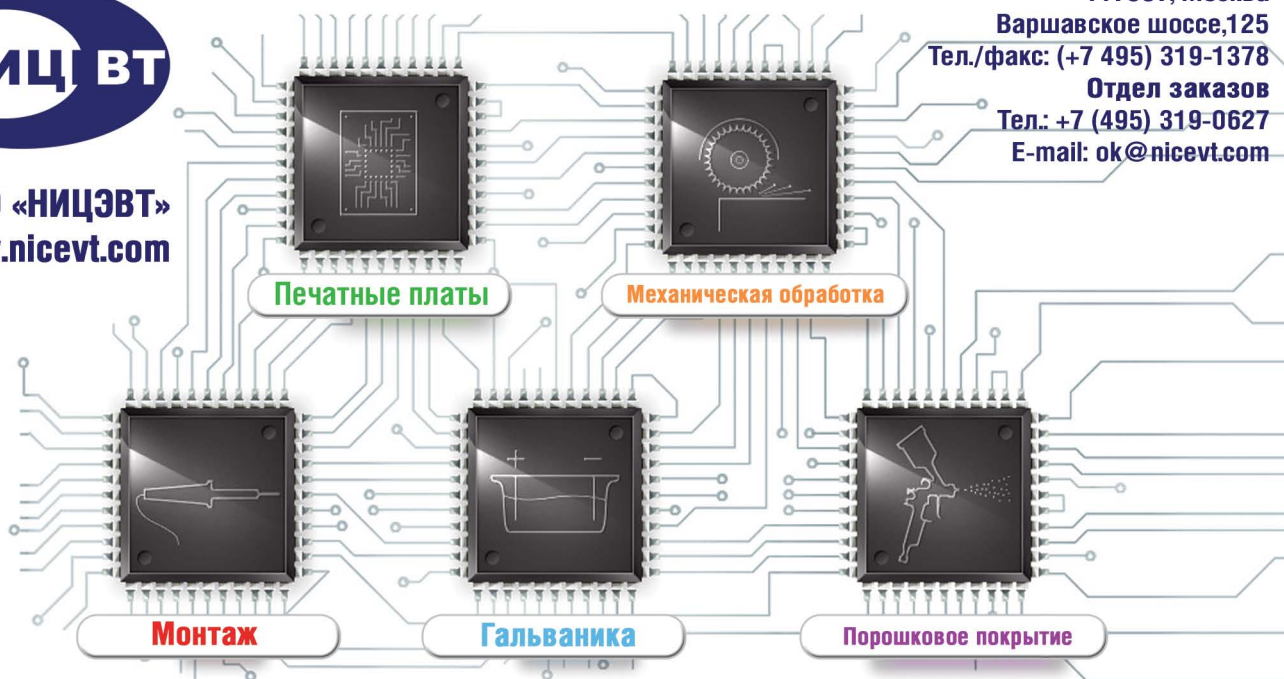 ИЦ ВТ
«НИЦЭВТ»
.nicevt.com
Москва
Варшавское шоссе,125
Тел./факс: (+7 495) 319-1378
Отдел заказов
Тел.: +7 (495) 319-0627
E-mail: ok@nicevt.com
Печатные платы
Механическая обработка
Монтаж
Гальваника
Порошковое покрытие